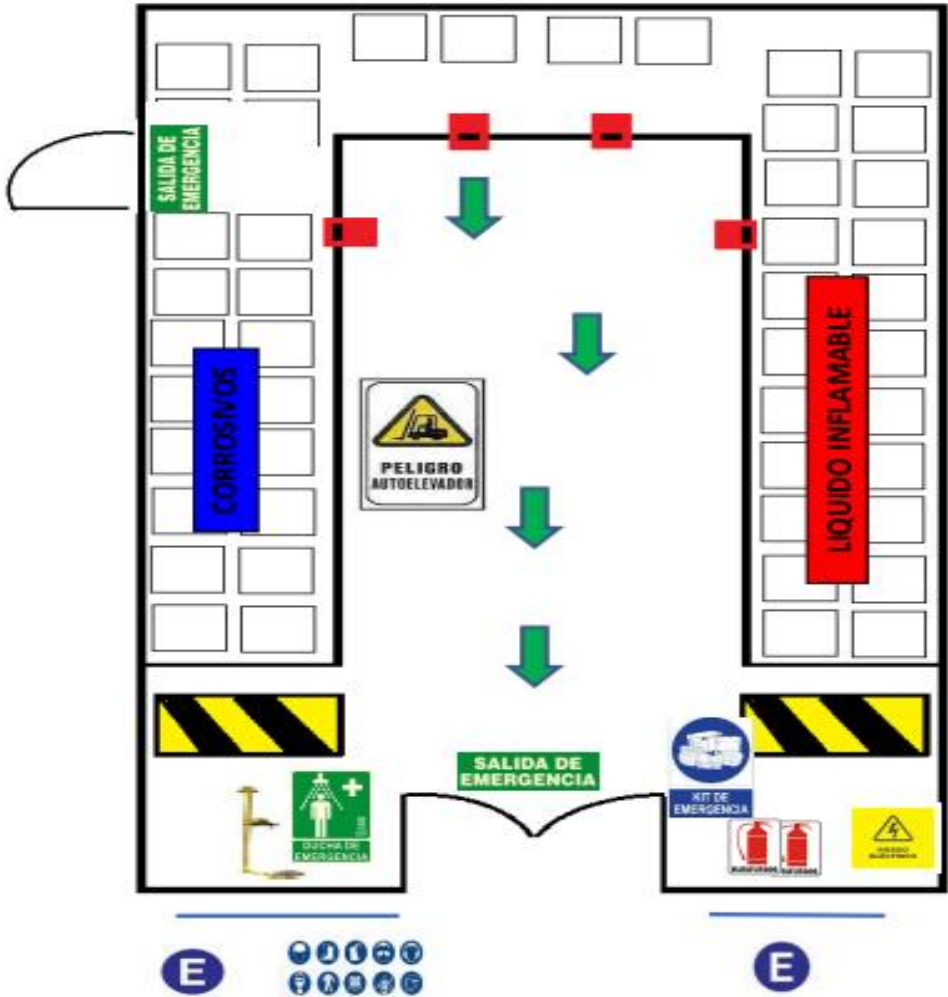 SALIDA DE
EMERGENCIA
CORROSIVOS
PELIGRO
AUTOELEVADOR
LIQUIDO INFLAMABLE
SALIDA DE
EMERGENCIA
KIT DE
EMERGENCIA
DUCHA DE
EMERGENCIA
E
E